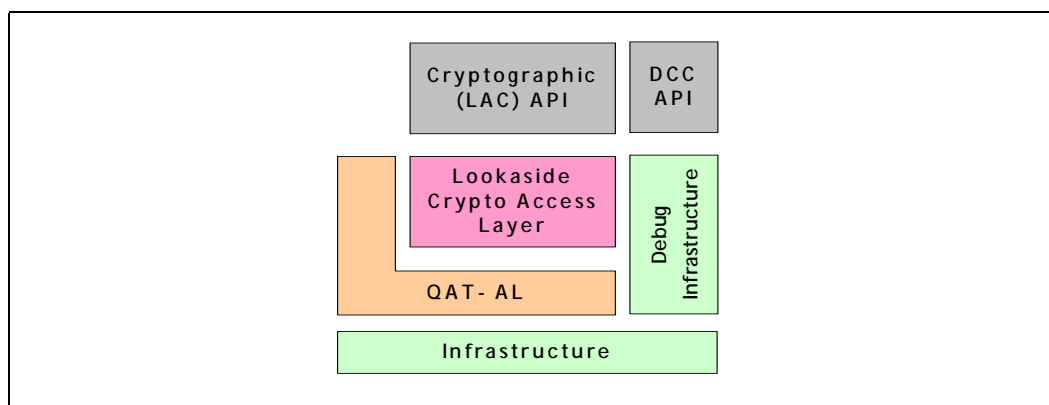 Cryptographic
(LAC) API
DCC
API
Lookaside
Crypto Access
Layer
Debug
Infrastructure
QAT- AL
Infrastructure